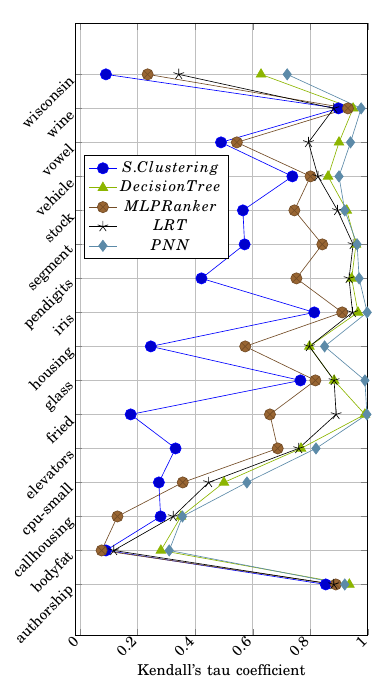 wisconsin
wine
vowel
vehicle
stock
segment
pendigits
iris
housing
glass
fried
elevators
cpu-small
callhousing
bodyfat
authorship
S.Clustering
DecisionTree
MLPRanker
LRT
PNN
0 0.2 0.4 0.6 0.8 1
Kendall's tau coefficient